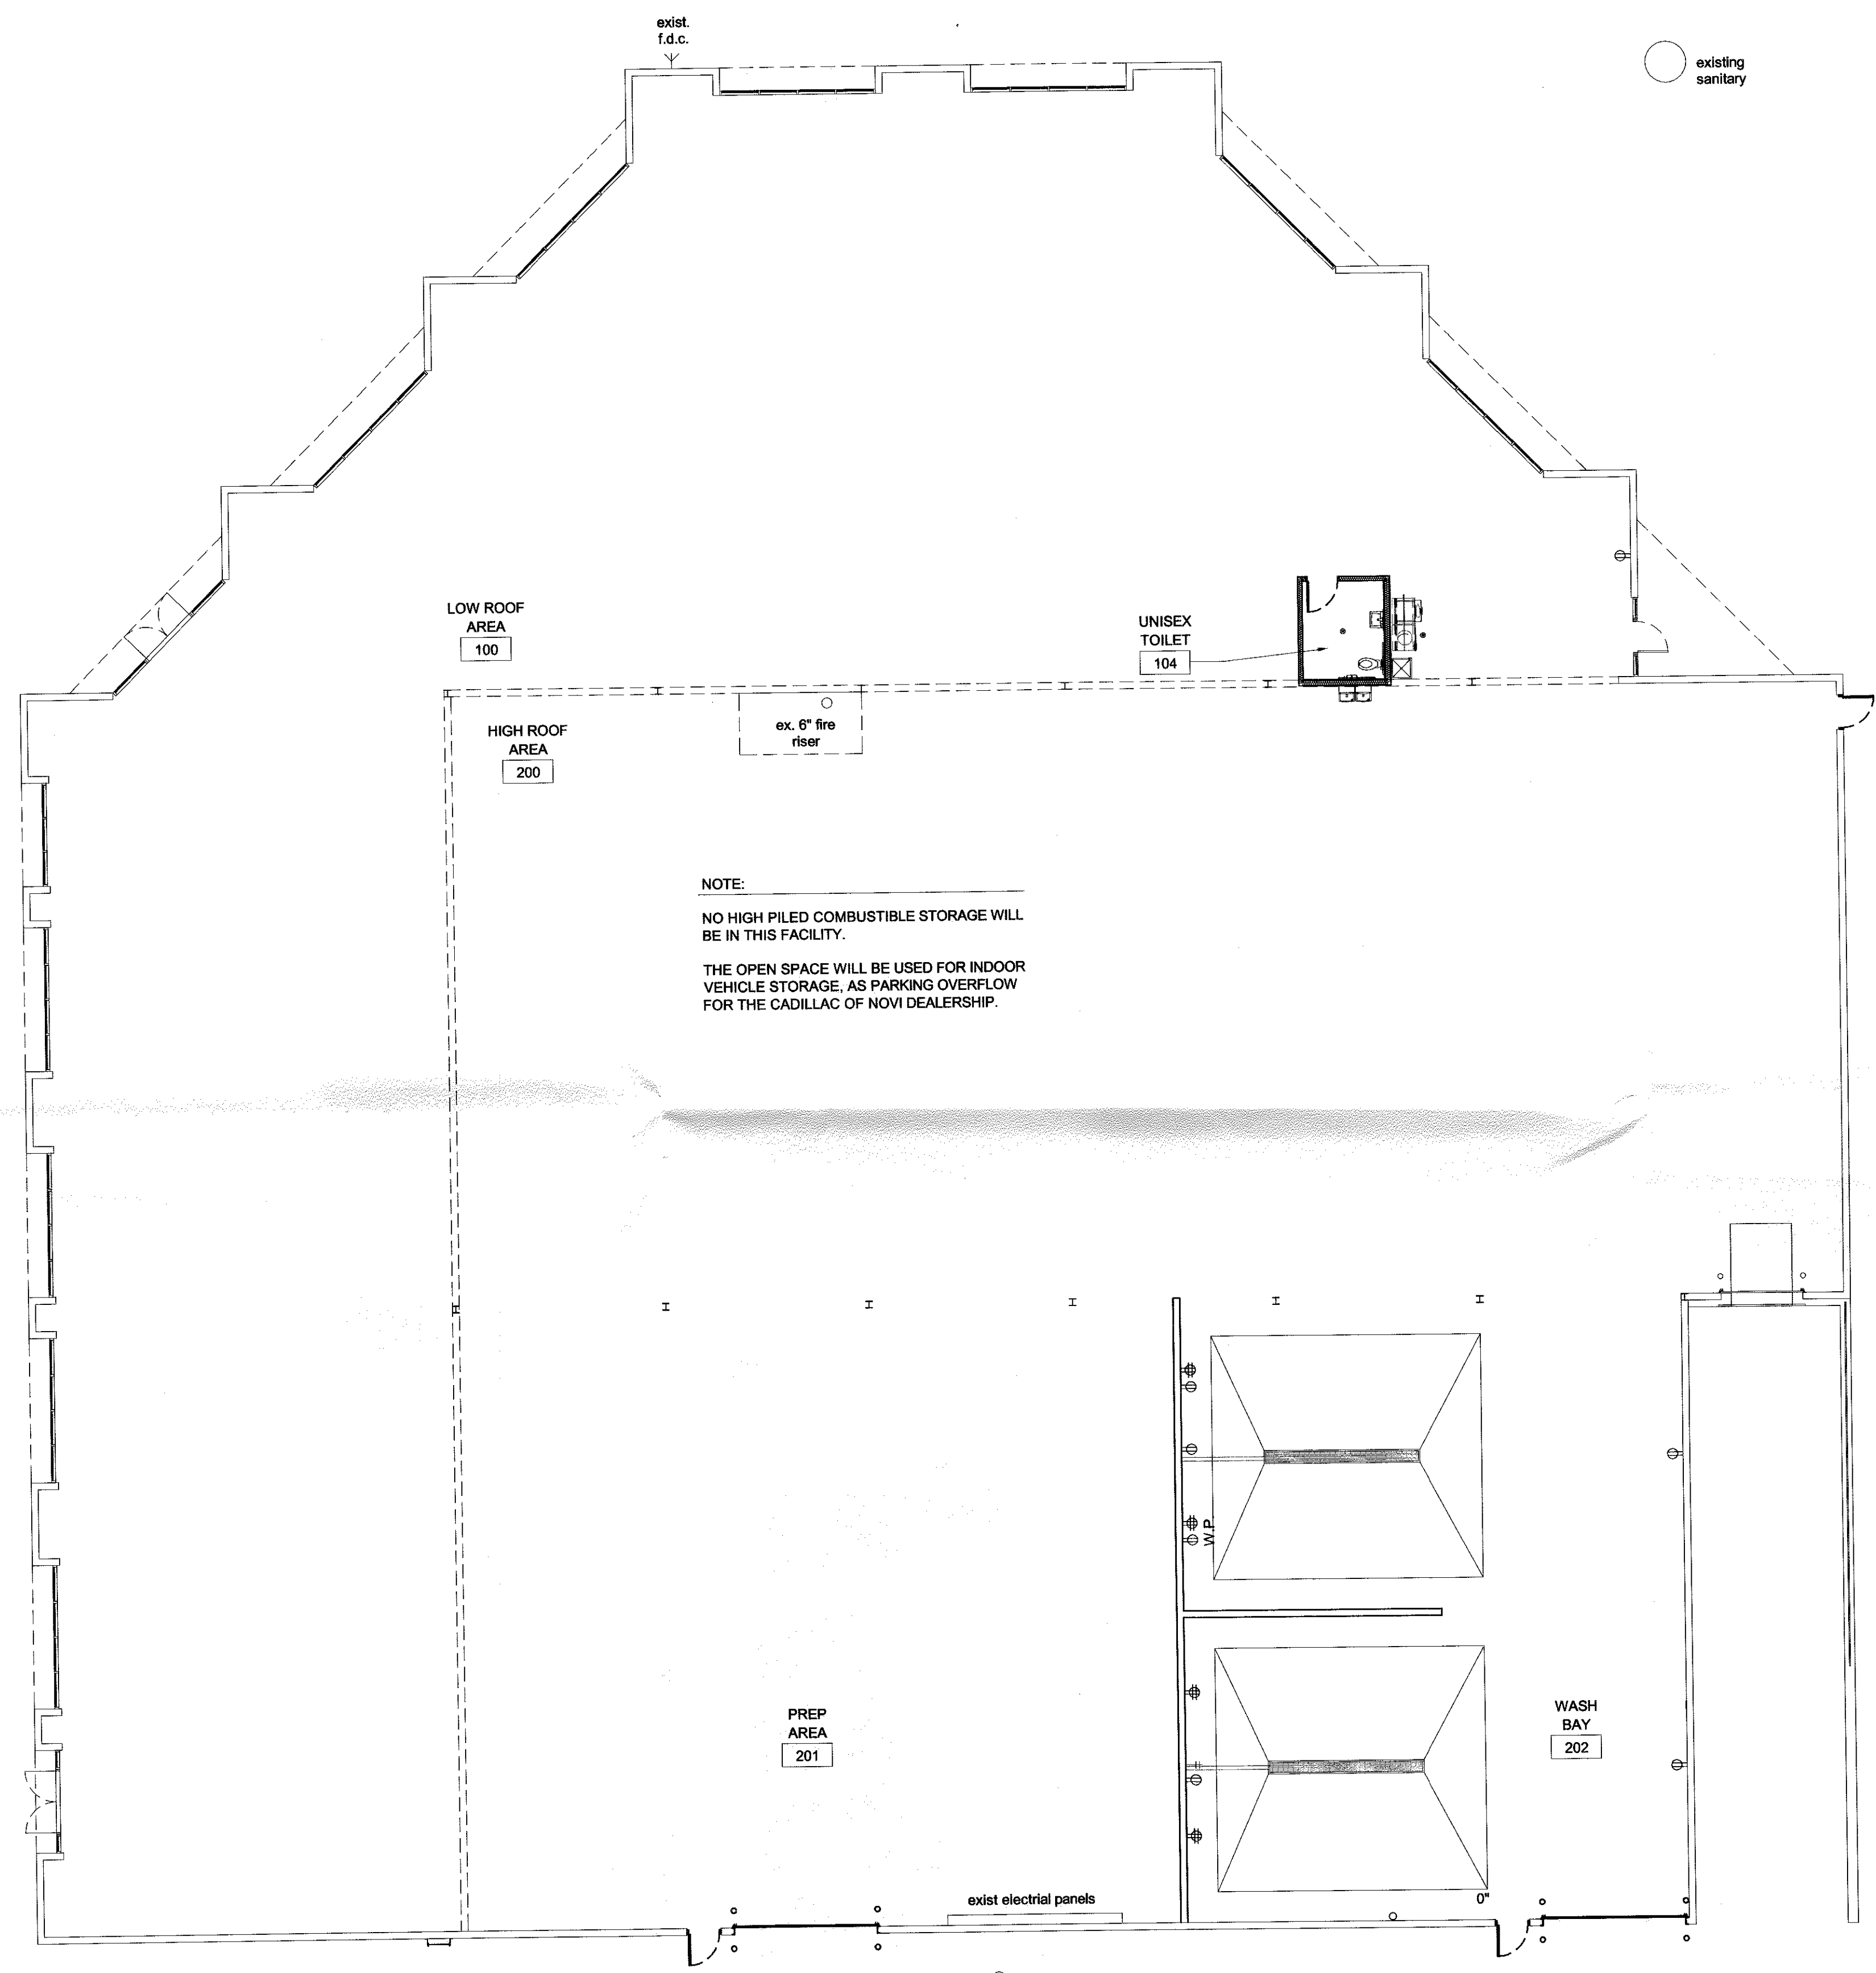 exist.
f.d.c.
existing
sanitary
LOW ROOF
AREA
100
UNISEX
TOILET
104
HIGH ROOF
AREA
200
ex. 6" fire
riser
NOTE:
NO HIGH PILED COMBUSTIBLE STORAGE WILL
BE IN THIS FACILITY.
THE OPEN SPACE WILL BE USED FOR INDOOR
VEHICLE STORAGE, AS PARKING OVERFLOW
FOR THE CADILLAC OF NOVI DEALERSHIP.
W.P.
PREP
AREA
201
WASH
BAY
202
exist electrial panels
0"